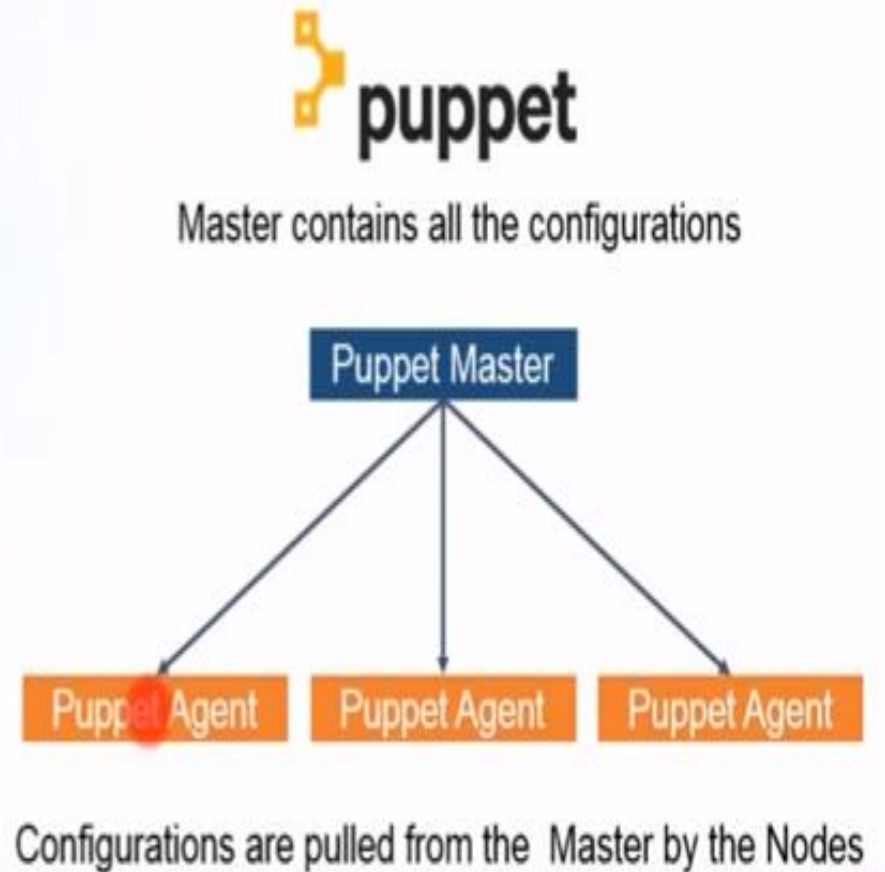 puppet
Master contains all the configurations
Puppet Master
Puppet Agent
Puppet Agent
Puppet Agent
Configurations are pulled from the Master by the Nodes